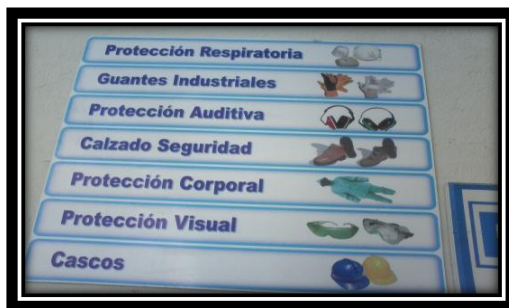 Protección Respiratoria
Guantes Industriales
Protección Auditiva
Calzado Seguridad
Protección Corporal
Protección Visual
Cascos